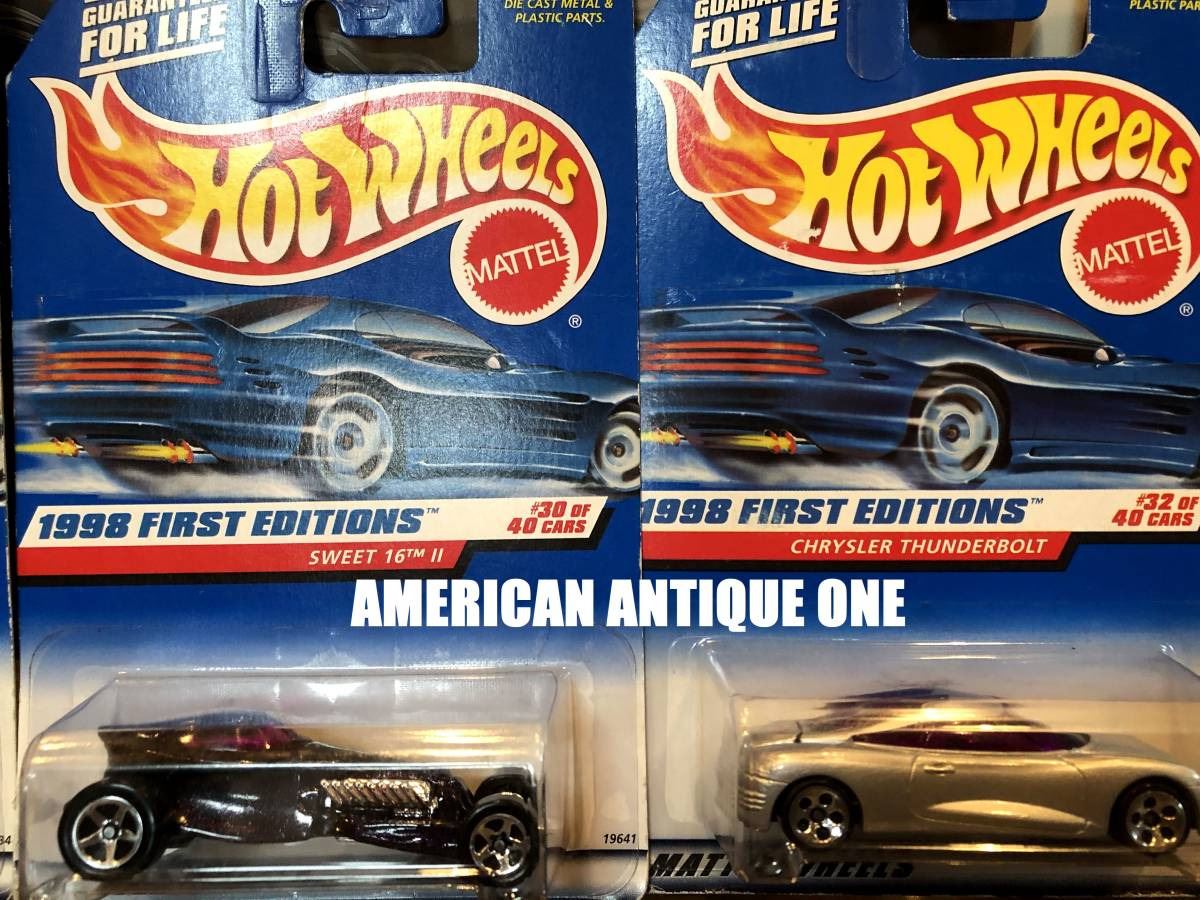 GUARANTEED
FOR LIFE
DIE CAST METAL &
PLASTIC PARTS.
HOT WHEELS
MATTEL
®
1998 FIRST EDITIONS™
#30 OF
40 CARS
SWEET 16™ II
19641
GUARANTEED
FOR LIFE
PLASTIC
HOT WHEELS
MATTEL
®
1998 FIRST EDITIONS™
#32 OF
40 CARS
CHRYSLER THUNDERBOLT
AMERICAN ANTIQUE ONE
WHEELS